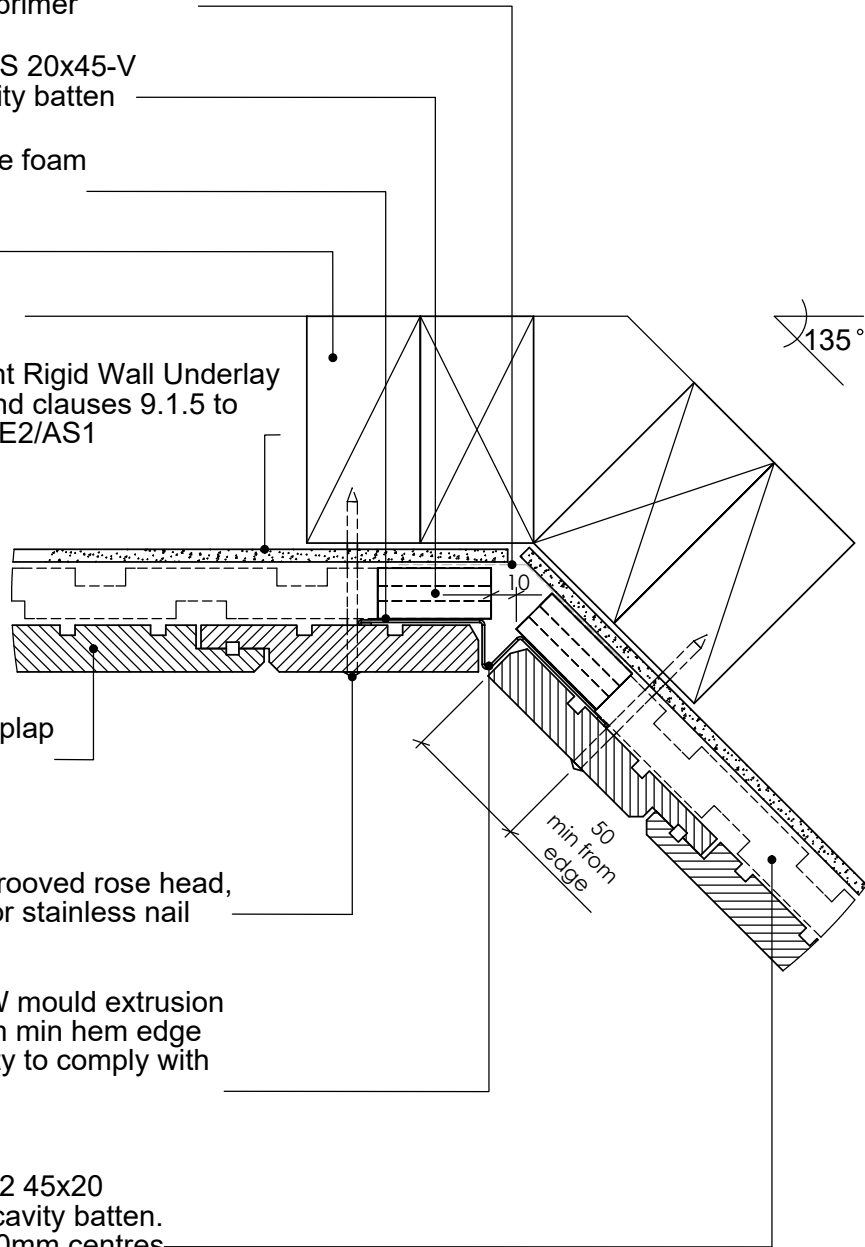 primer
S 20x45-V
ity batten
e foam
135°
nt Rigid Wall Underlay
nd clauses 9.1.5 to
E2/AS1
10
plap
50
min from
edge
rooved rose head,
or stainless nail
W mould extrusion
m min hem edge
ty to comply with
2 45x20
cavity batten.
0mm centres